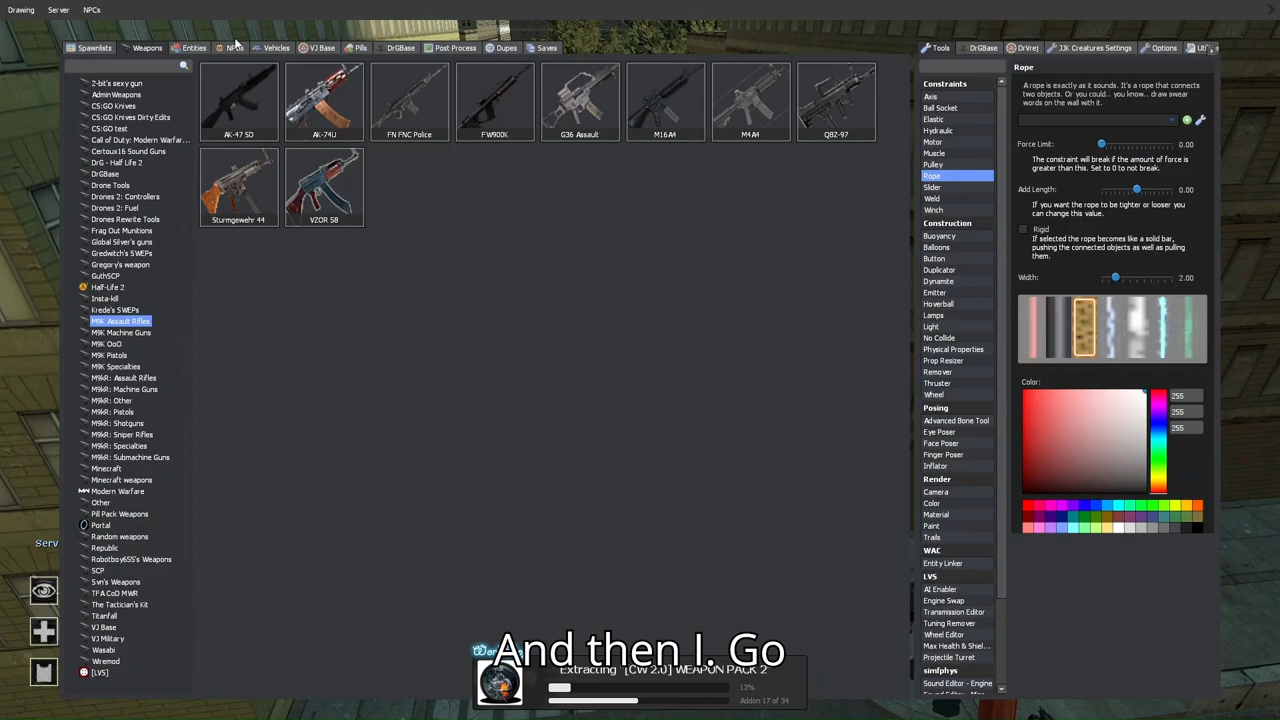 Drawing Server NPCs
Spawnlists Weapons Entities NPCs Vehicles VJ Base Pills DrGBase Post Process Dupes Saves
2-bit's sexy gun
AdminWeapons
CS:GO Knives
CS:GO Knives Dirty Edits
CS:GO test
Call of Duty: Modern Warfar...
Certoux16 Sound Guns
DrG - Half Life 2
DrGBase
Drone Tools
Drones 2: Controllers
Drones 2: Fuel
Drones Rewrite Tools
Frag Out Munitions
Global Silver's guns
Gredwitch's SWEPs
Gregory's weapon
GuthSCP
Half-Life 2
Insta-kill
Krede's SWEPs
M9K Assault Rifles
M9K Machine Guns
M9K OoO
M9K Pistols
M9K Specialties
M9kR: Assault Rifles
M9kR: Machine Guns
M9kR: Other
M9kR: Pistols
M9kR: Shotguns
M9kR: Sniper Rifles
M9kR: Specialties
M9kR: Submachine Guns
Minecraft
Minecraft weapons
Modern Warfare
Other
Pill Pack Weapons
Portal
Random weapons
Republic
Robotboy655's Weapons
SCP
Svn's Weapons
TFA CoD MWR
The Tactician's Kit
Titanfall
VJ Base
VJ Military
Wasabi
Wiremod
[LVS]
AK-47 SD AK-74U FN FNC Police FW900K G36 Assault M16A4 M4A4 QBZ-97
Sturmgewehr 44 VZOR 58
Serv
And then I. Go
Extracting "[CW 2.0] WEAPON PACK 2"
13%
Addon 17 of 34
Tools DrGBase DrVrej JJK Creatures Settings Options Uti
Constraints
Axis
Ball Socket
Elastic
Hydraulic
Motor
Muscle
Pulley
Rope
Slider
Weld
Winch
Construction
Buoyancy
Balloons
Button
Duplicator
Dynamite
Emitter
Hoverball
Lamps
Light
No Collide
Physical Properties
Prop Resizer
Remover
Thruster
Wheel
Posing
Advanced Bone Tool
Eye Poser
Face Poser
Finger Poser
Inflator
Render
Camera
Color
Material
Paint
Trails
WAC
Entity Linker
LVS
AI Enabler
Engine Swap
Transmission Editor
Tuning Remover
Wheel Editor
Max Health & Shiel...
Projectile Turret
simfphys
Sound Editor - Engine
Rope
A rope is exactly as it sounds. It's a rope that connects
two objects. Or you could.. you know.. draw swear
words on the wall with it.
Force Limit: 0.00
The constraint will break if the amount of force is
greater than this. Set to 0 to not break.
Add Length: 0.00
If you want the rope to be tighter or looser you
can change this value.
Rigid
If selected the rope becomes like a solid bar,
pushing the connected objects as well as pulling
them.
Width: 2.00
Color:
255
255
255